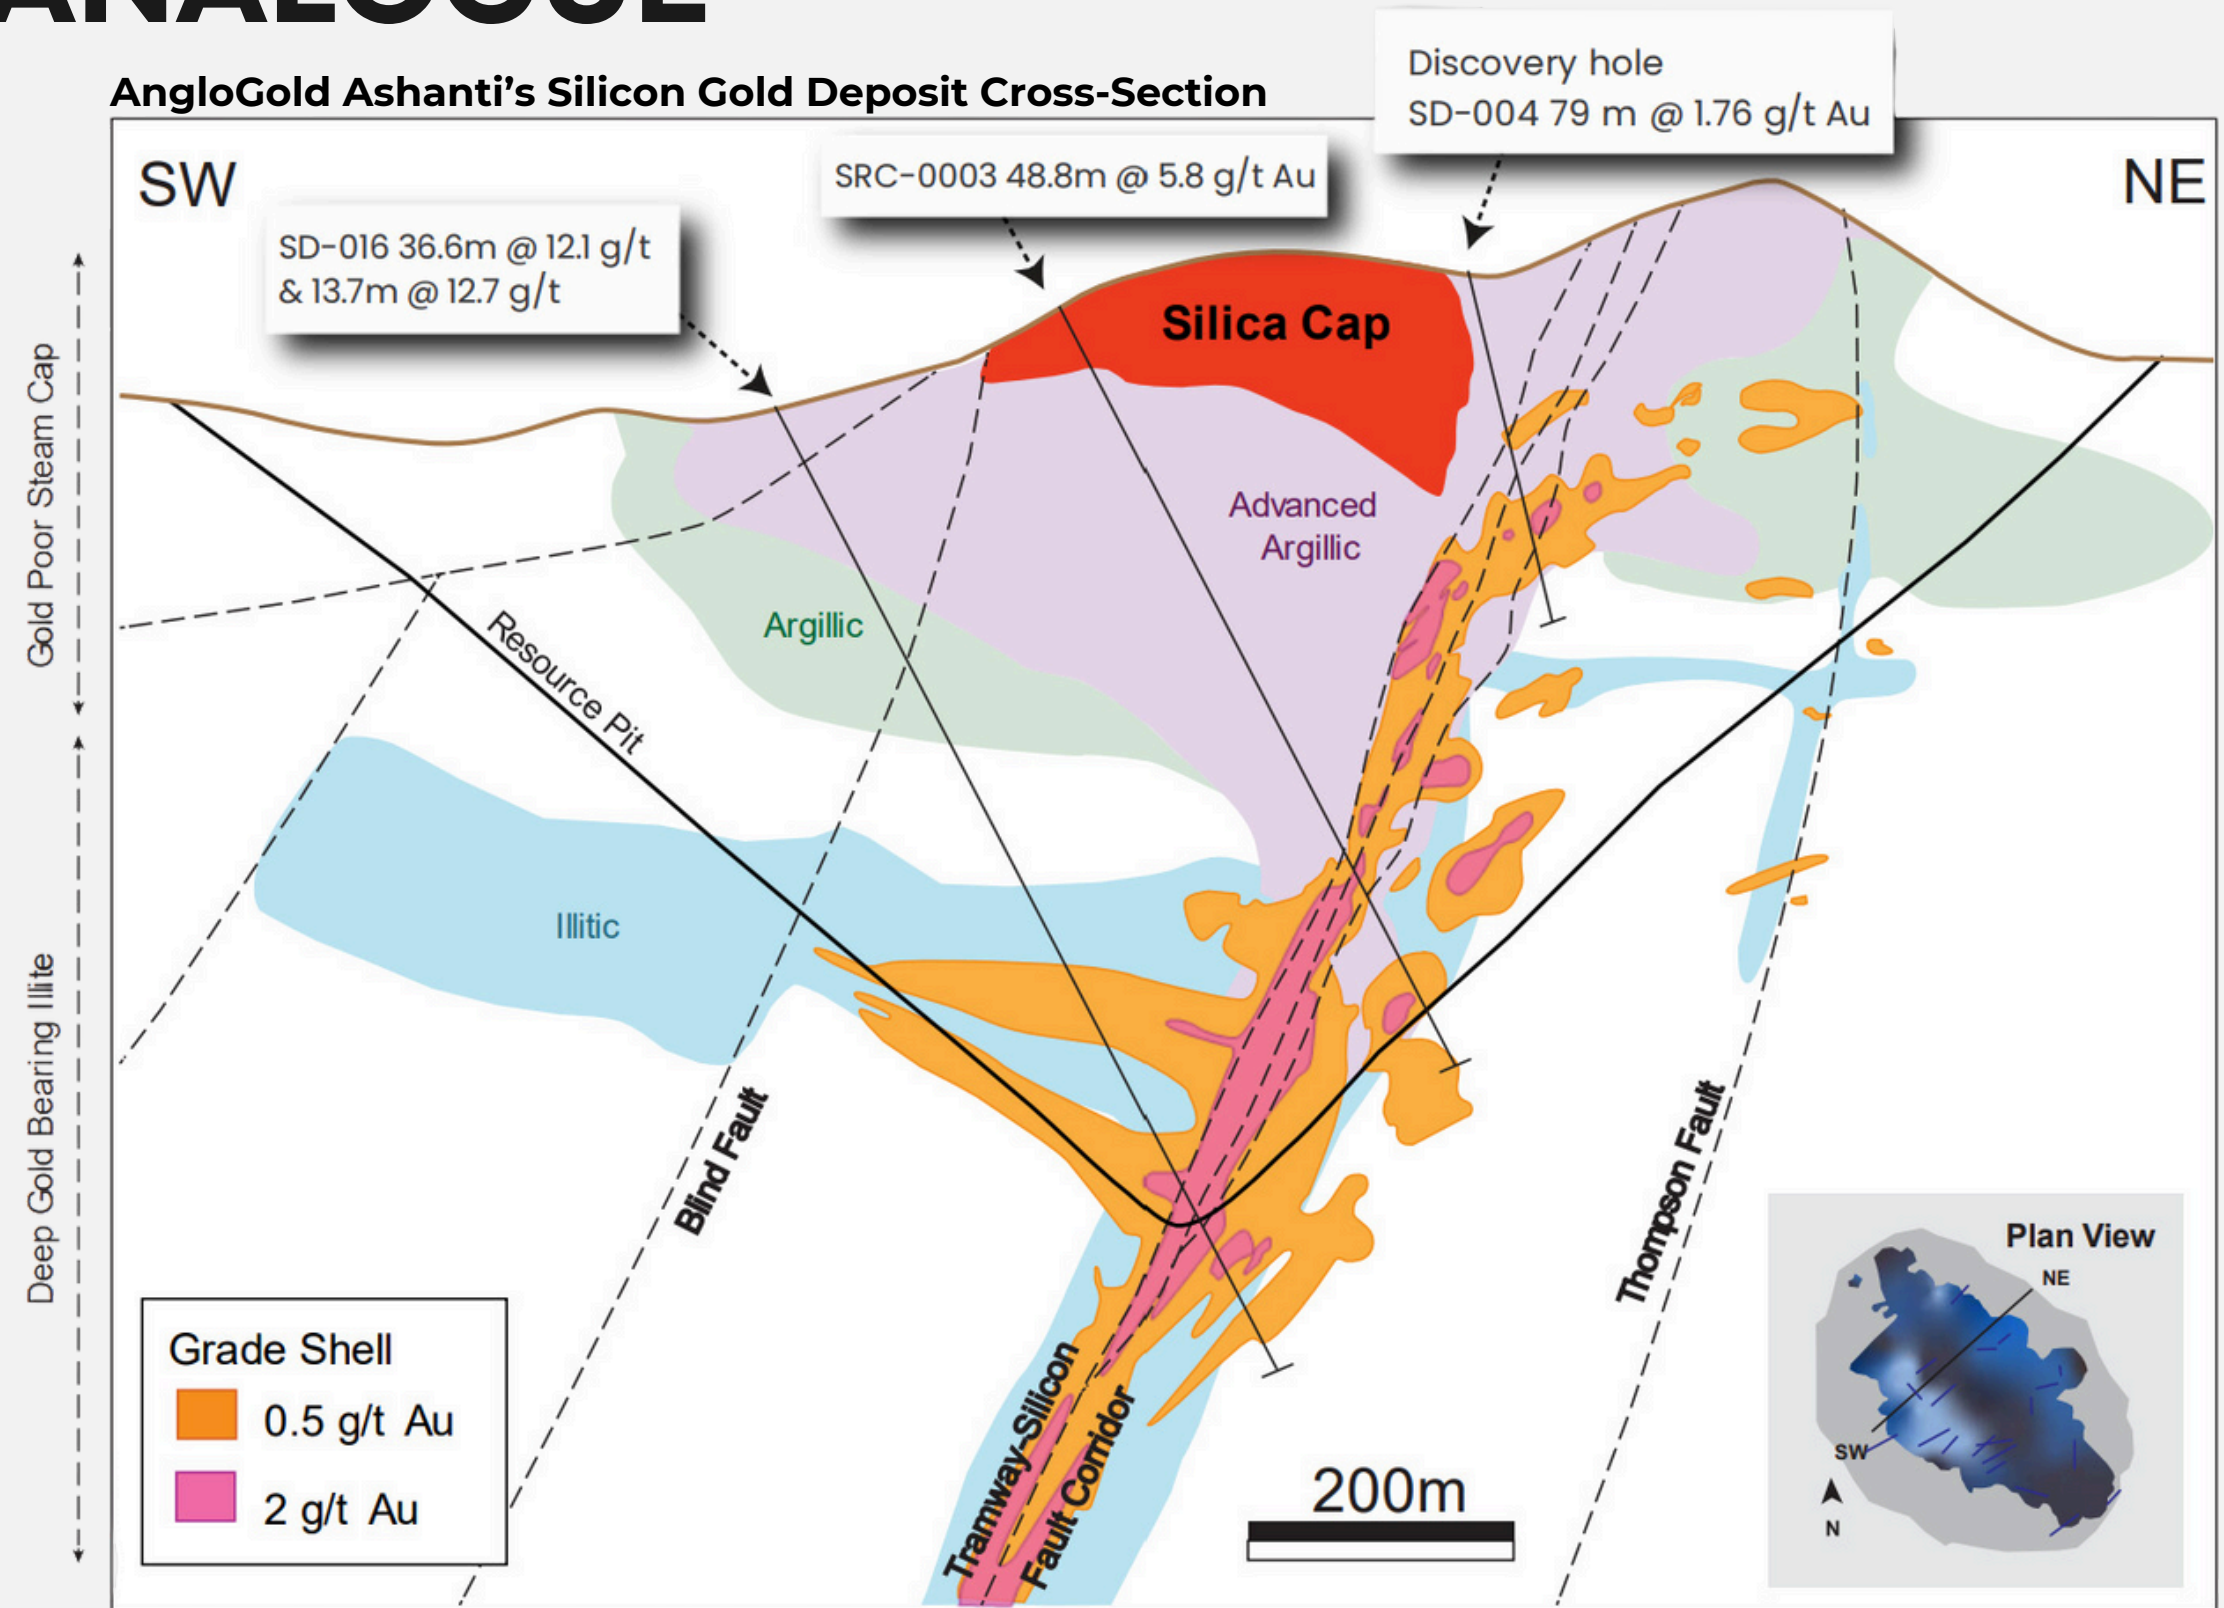 ANALOGUE
AngloGold Ashanti’s Silicon Gold Deposit Cross-Section
Discovery hole
SD-004 79 m @ 1.76 g/t Au
SRC-0003 48.8m @ 5.8 g/t Au
SW
NE
SD-016 36.6m @ 12.1 g/t
& 13.7m @ 12.7 g/t
Silica Cap
Gold Poor Steam Cap
Advanced
Argillic
Argillic
Resource Pit
Illitic
Deep Gold Bearing Illite
Blind Fault
Thompson Fault
Tramway-Silicon
Fault Corridor
Grade Shell
0.5 g/t Au
2 g/t Au
200m
Plan View
NE
SW
N